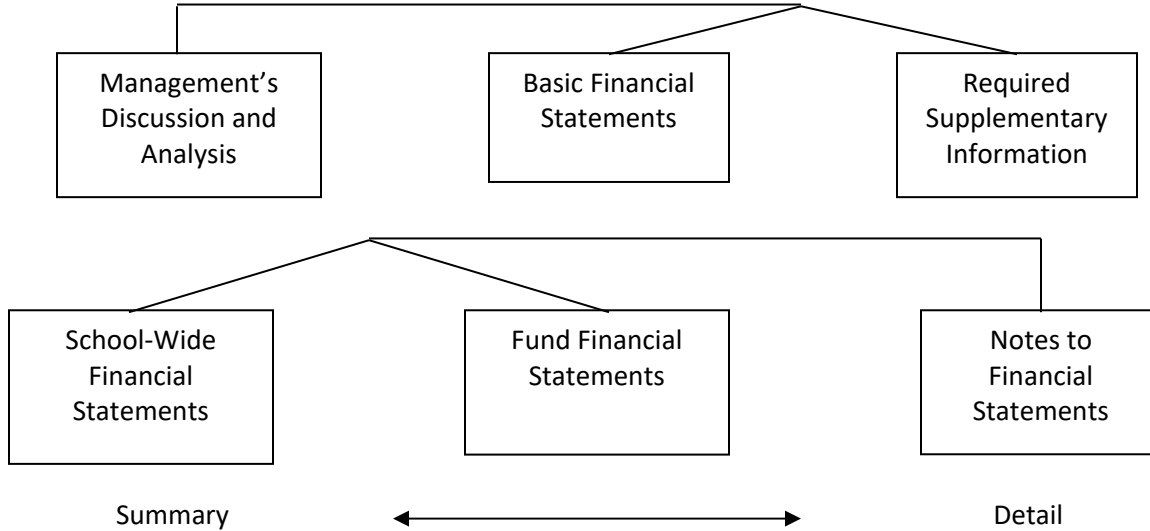 Management’s
Discussion and
Analysis
Basic Financial
Statements
Required
Supplementary
Information
School-Wide
Financial
Statements
Fund Financial
Statements
Notes to
Financial
Statements
Summary
Detail